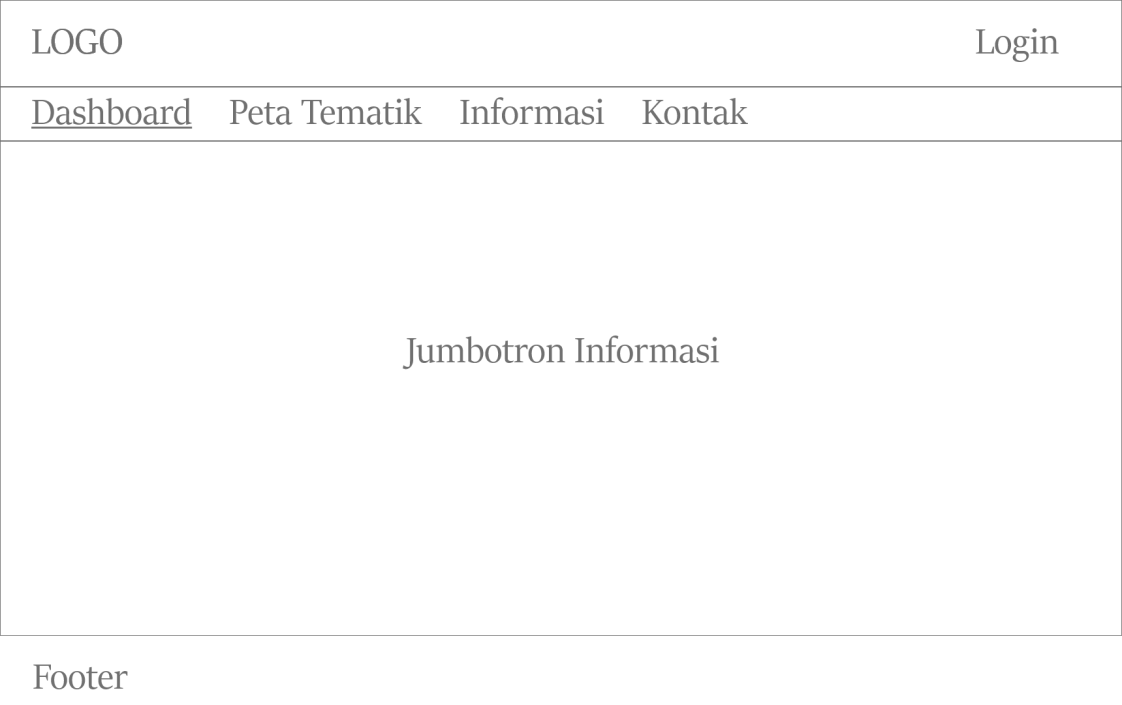 LOGO Login
Dashboard Peta Tematik Informasi Kontak
Jumbotron Informasi
Footer